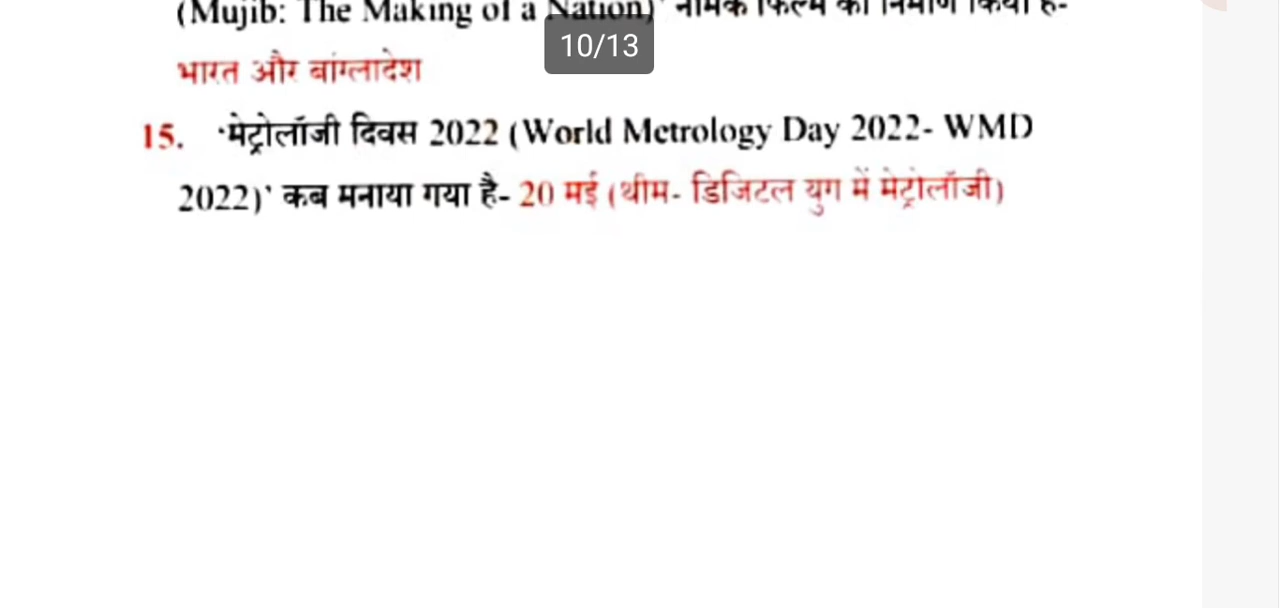 (Mujib: The Making of a Nation)' नामक फिल्म का निर्माण किया है-
10/13
भारत और बांग्लादेश
15. 'मेट्रोलॉजी दिवस 2022 (World Metrology Day 2022- WMD
2022)' कब मनाया गया है- 20 मई (थीम- डिजिटल युग में मेट्रोलॉजी)